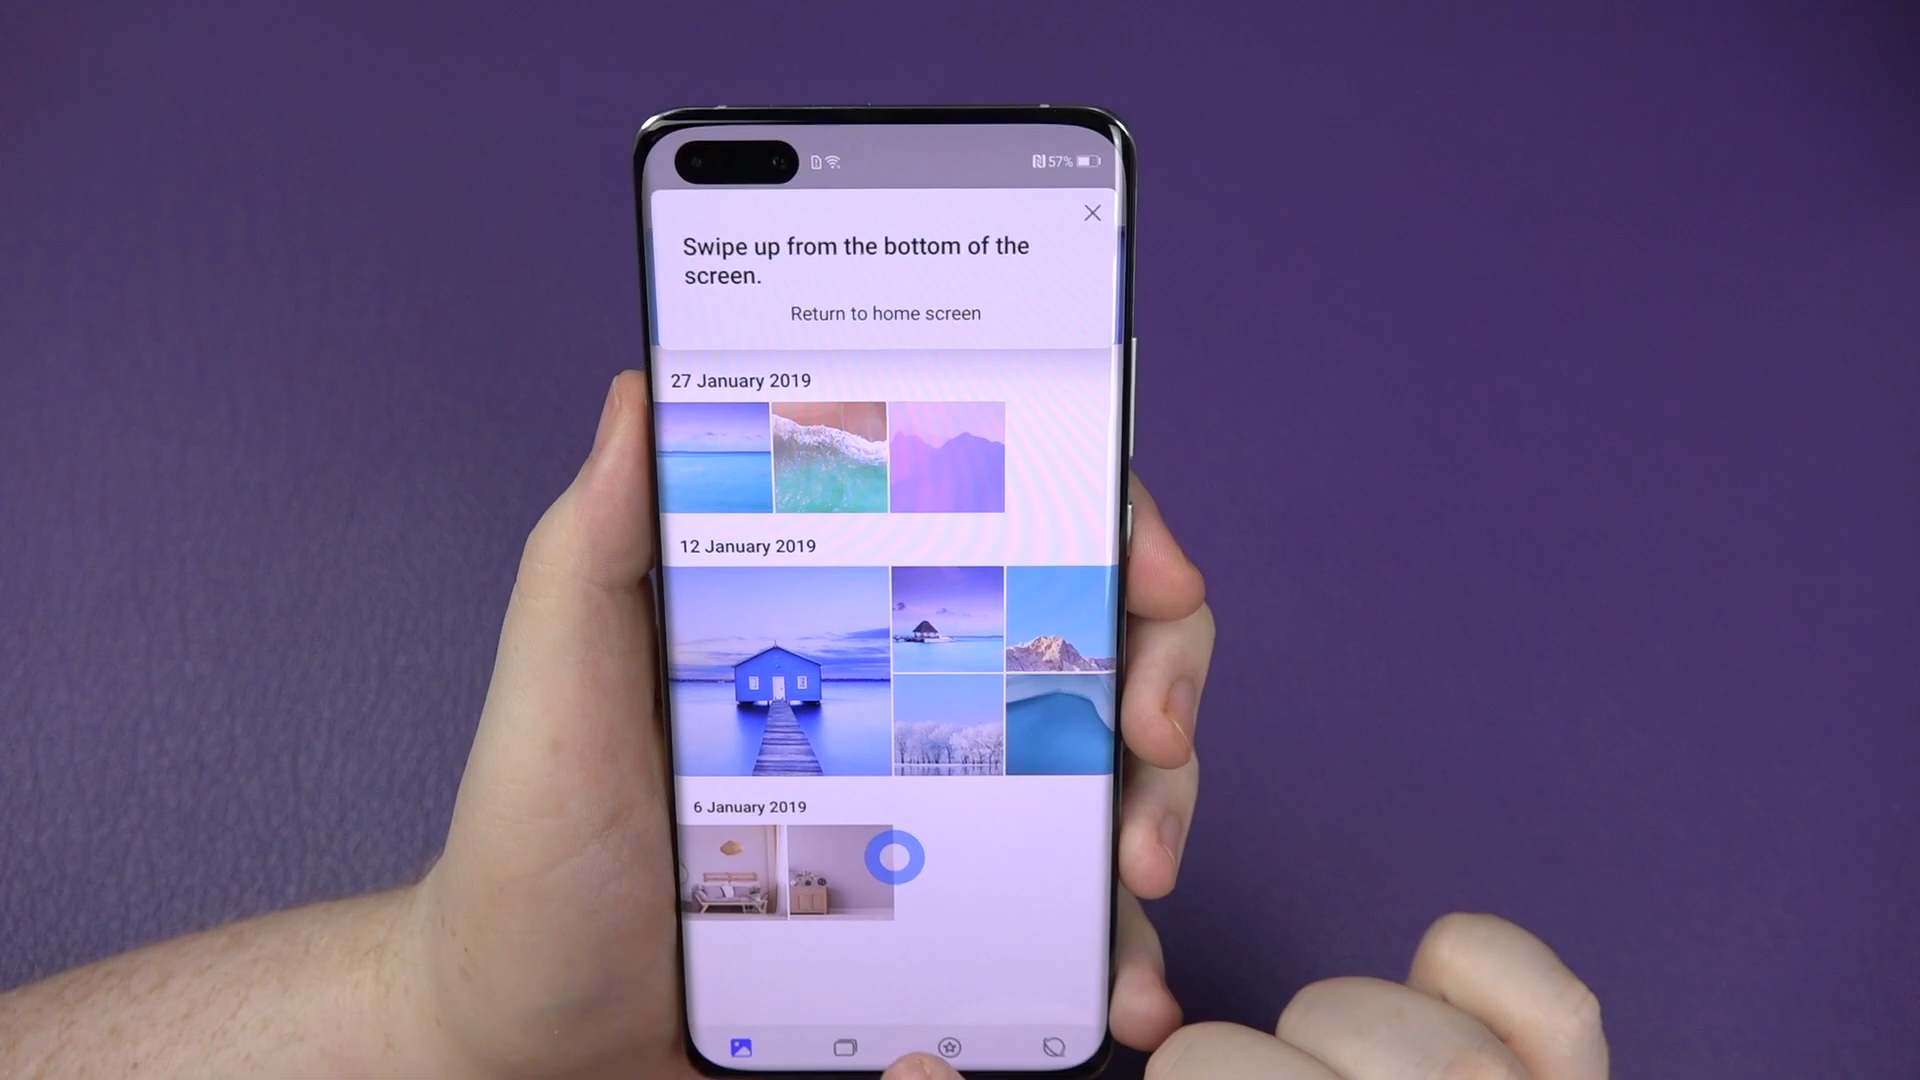 57%
Swipe up from the bottom of the
screen.
Return to home screen
27 January 2019
12 January 2019
6 January 2019